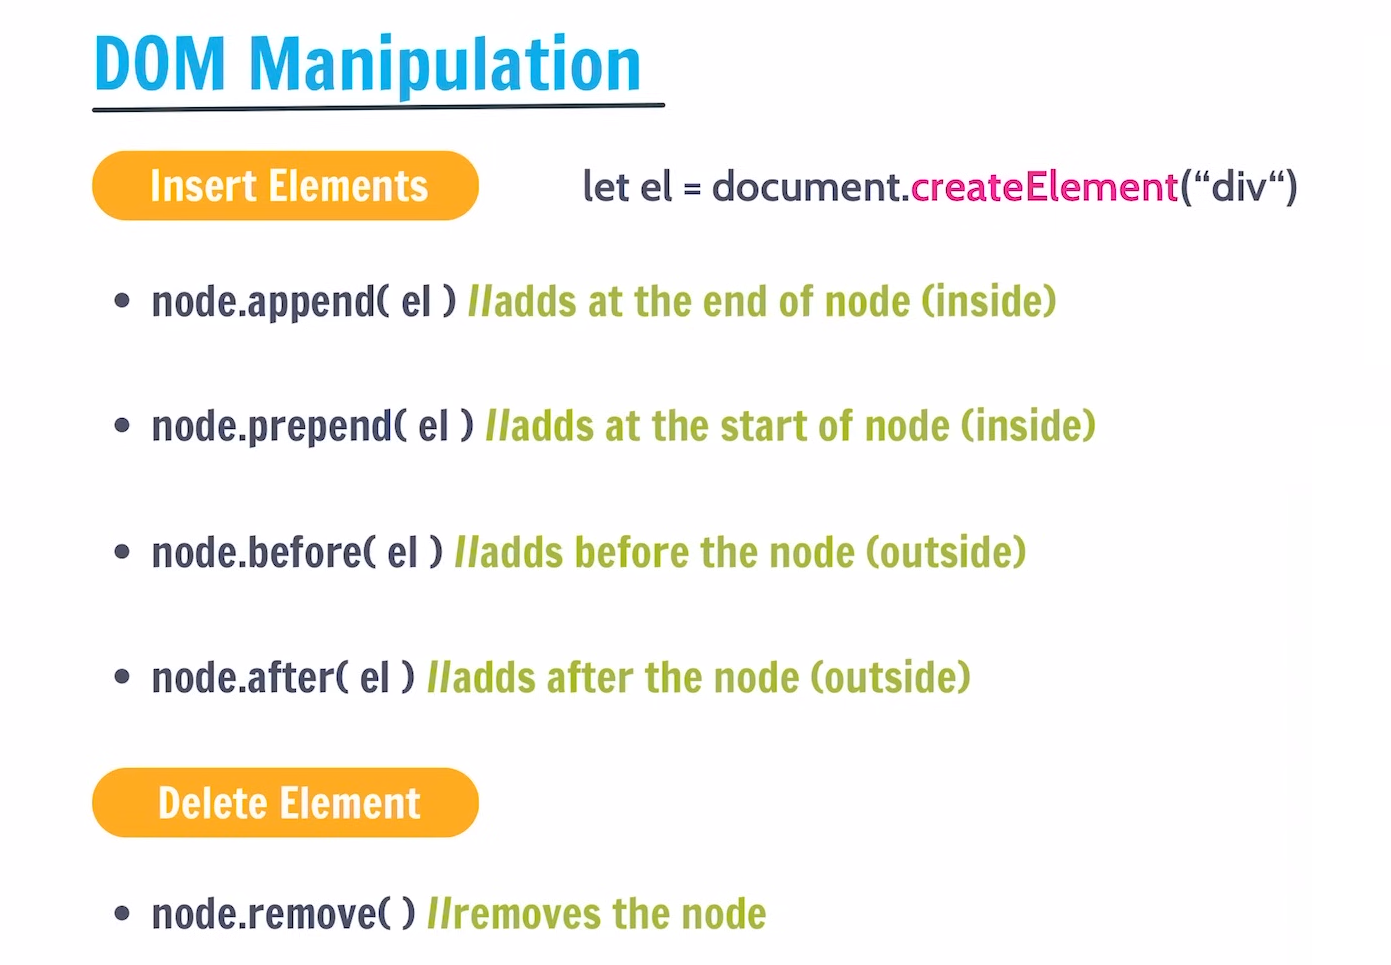 DOM Manipulation
Insert Elements
let el = document.createElement(“div“)
• node.append( el ) //adds at the end of node (inside)
• node.prepend( el ) //adds at the start of node (inside)
• node.before( el ) //adds before the node (outside)
• node.after( el ) //adds after the node (outside)
Delete Element
• node.remove( ) //removes the node